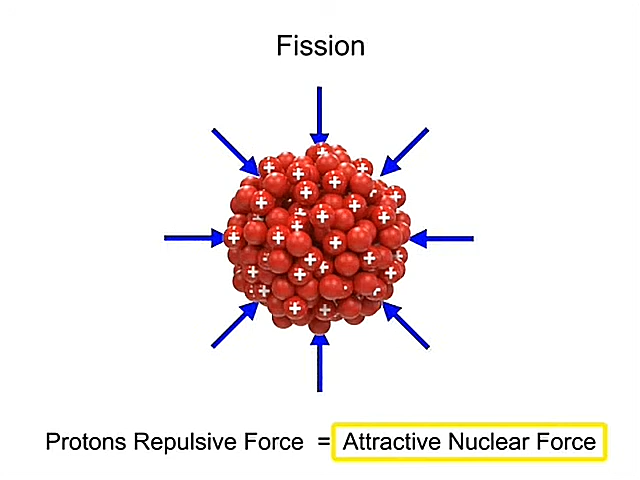 Fission
Protons Repulsive Force = Attractive Nuclear Force